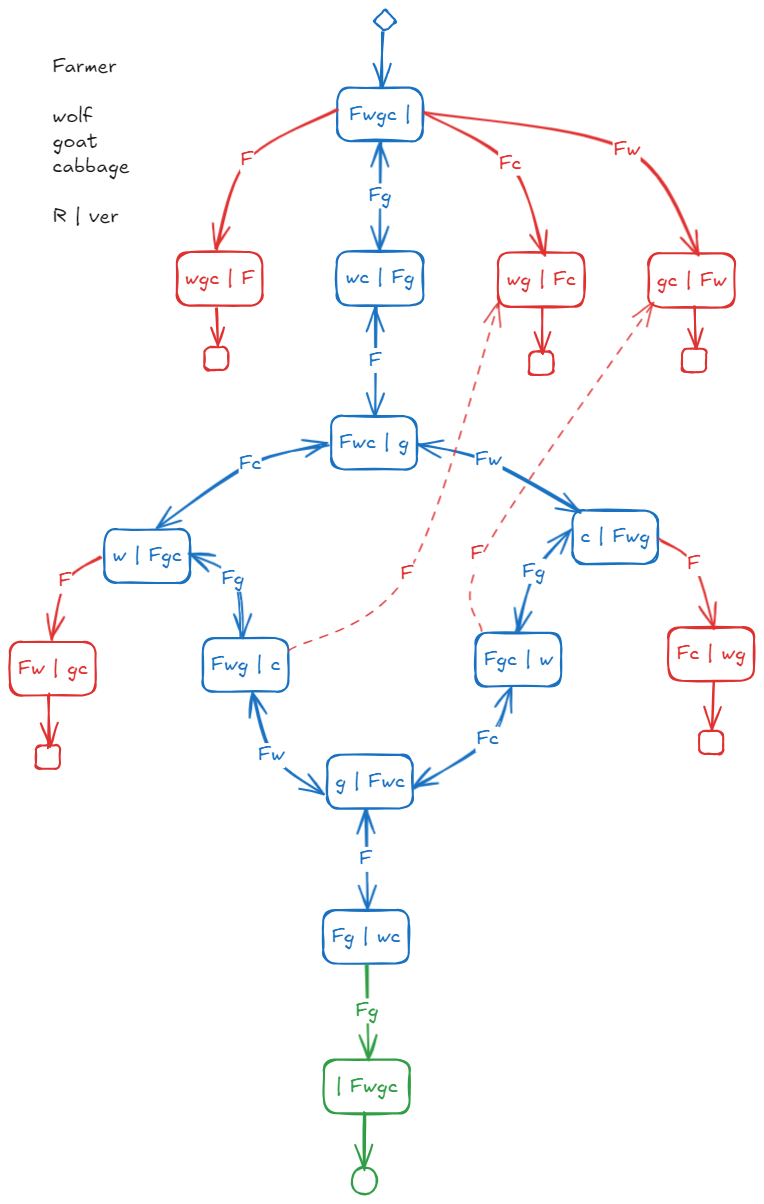 Farmer
wolf
goat
cabbage
R | ver
Fwgc |
F
Fg
Fc
Fw
wgc | F
wc | Fg
wg | Fc
gc | Fw
F
Fwc | g
Fc
Fw
w | Fgc
c | Fwg
F
Fg
F
F
Fg
F
Fw | gc
Fwg | c
Fgc | w
Fc | wg
Fw
Fc
g | Fwc
F
Fg | wc
Fg
| Fwgc